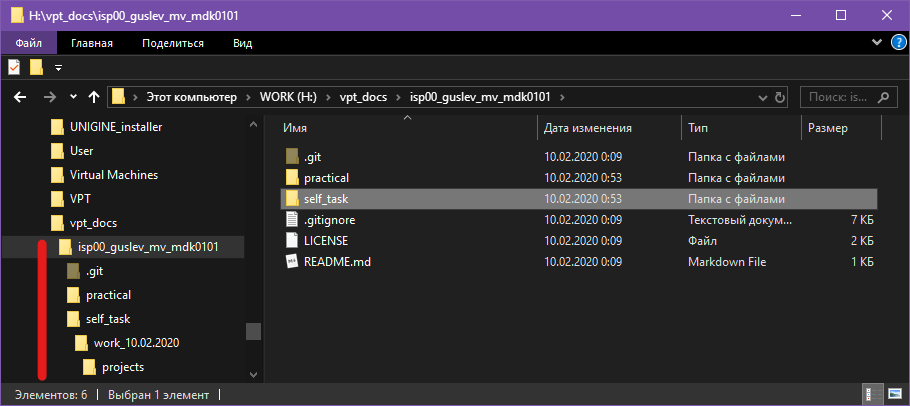 H:\vpt_docs\isp00_guslev_mv_mdk0101
Файл Главная Поделиться Вид
Этот компьютер WORK (H:) vpt_docs isp00_guslev_mv_mdk0101 Поиск: is...
UNIGINE_installer
User
Virtual Machines
VPT
vpt_docs
isp00_guslev_mv_mdk0101
.git
practical
self_task
work_10.02.2020
projects
Имя Дата изменения Тип Размер
.git 10.02.2020 0:09 Папка с файлами
practical 10.02.2020 0:53 Папка с файлами
self_task 10.02.2020 0:53 Папка с файлами
.gitignore 10.02.2020 0:09 Текстовый докум... 7 КБ
LICENSE 10.02.2020 0:09 Файл 2 КБ
README.md 10.02.2020 0:09 Markdown File 1 КБ
Элементов: 6 Выбран 1 элемент